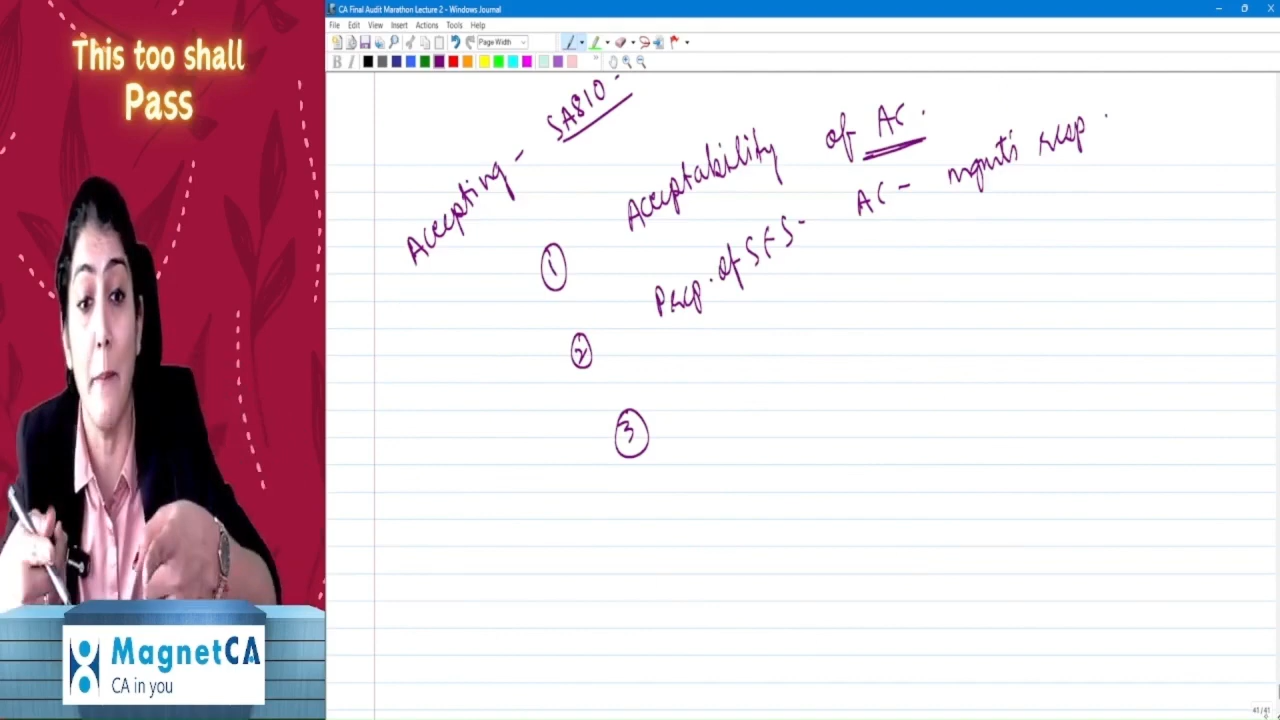 This too shall
Pass
MagnetCA
CA in you
CA Final Audit Marathon Lecture 2 - Windows Journal
File Edit View Insert Actions Tools Help
Page Width
B I
Accepting - SA810 -
① Acceptability of AC.
② Prep. of SFS - AC - mgmt's resp.
③
41/41